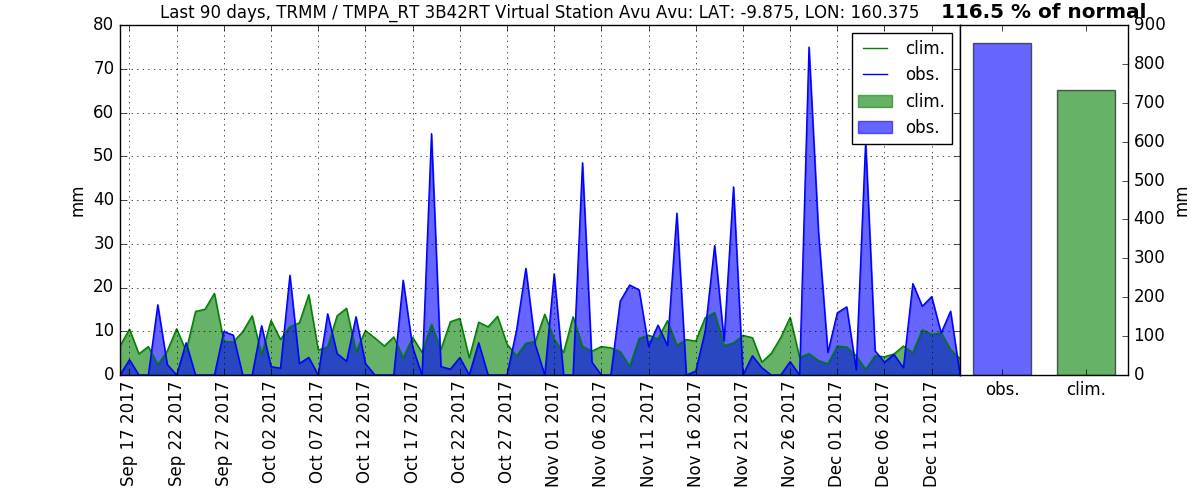 Last 90 days, TRMM / TMPA_RT 3B42RT Virtual Station Avu Avu: LAT: -9.875, LON: 160.375
116.5 % of normal
80
70
60
50
40
30
20
10
0
mm
clim.
obs.
clim.
obs.
900
800
700
600
500
400
300
200
100
0
mm
obs.
clim.
Sep 17 2017
Sep 22 2017
Sep 27 2017
Oct 02 2017
Oct 07 2017
Oct 12 2017
Oct 17 2017
Oct 22 2017
Oct 27 2017
Nov 01 2017
Nov 06 2017
Nov 11 2017
Nov 16 2017
Nov 21 2017
Nov 26 2017
Dec 01 2017
Dec 06 2017
Dec 11 2017